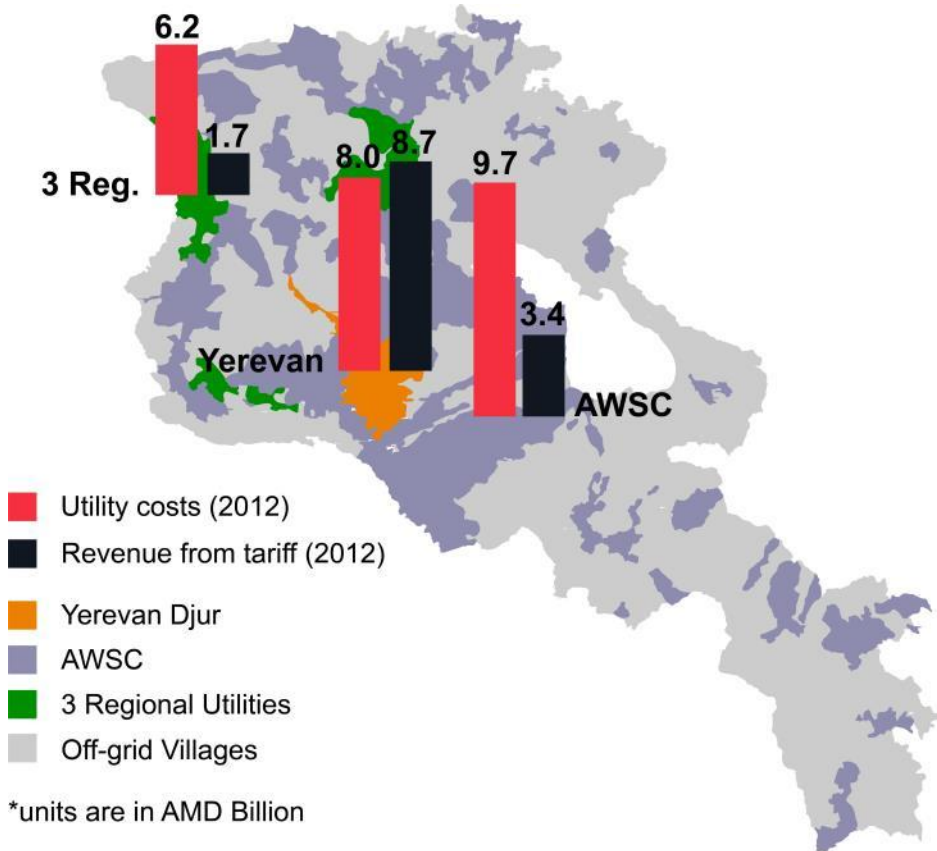 6.2
1.7
3 Reg.
8.0
8.7
9.7
3.4
Yerevan
AWSC
Utility costs (2012)
Revenue from tariff (2012)
Yerevan Djur
AWSC
3 Regional Utilities
Off-grid Villages
*units are in AMD Billion